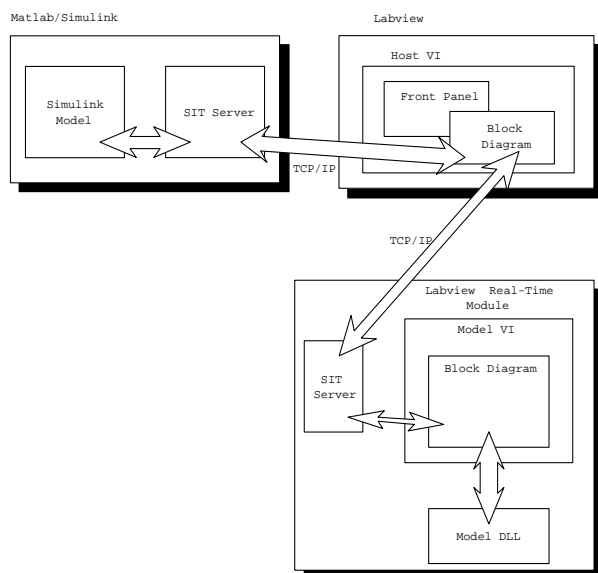 Matlab/Simulink
Simulink
Model
SIT Server
Labview
Host VI
Front Panel
Block
Diagram
TCP/IP
TCP/IP
Labview Real-Time
Module
Model VI
SIT
Server
Block Diagram
Model DLL